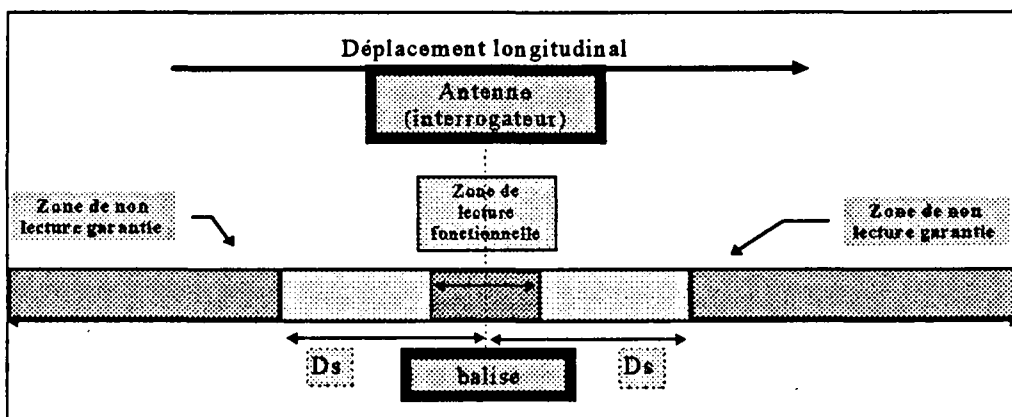 Déplacement longitudinal
Antenne
(interrogateur)
Zone de
lecture
fonctionnelle
Zone de non
lecture garantie
Zone de non
lecture garantie
Ds
Ds
balise